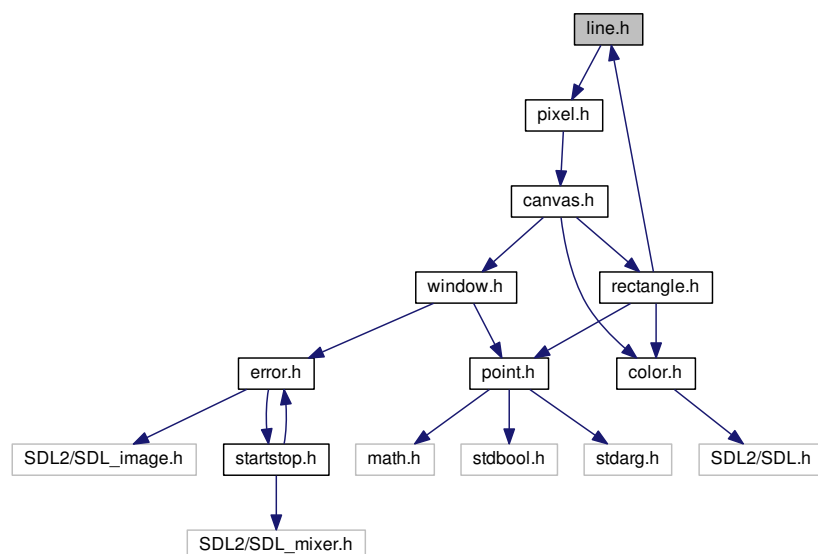 line.h
pixel.h
canvas.h
window.h
rectangle.h
error.h
point.h
color.h
SDL2/SDL_image.h
startstop.h
math.h
stdbool.h
stdarg.h
SDL2/SDL.h
SDL2/SDL_mixer.h